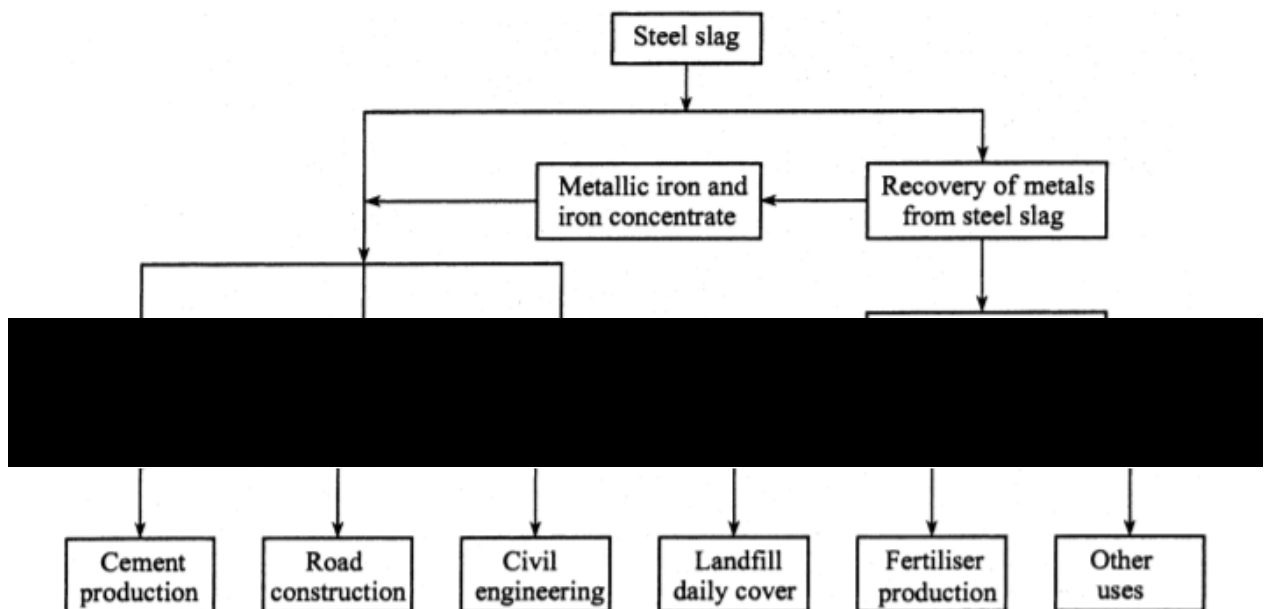 Steel slag
Metallic iron and
iron concentrate
Recovery of metals
from steel slag
Cement
production
Road
construction
Civil
engineering
Landfill
daily cover
Fertiliser
production
Other
uses